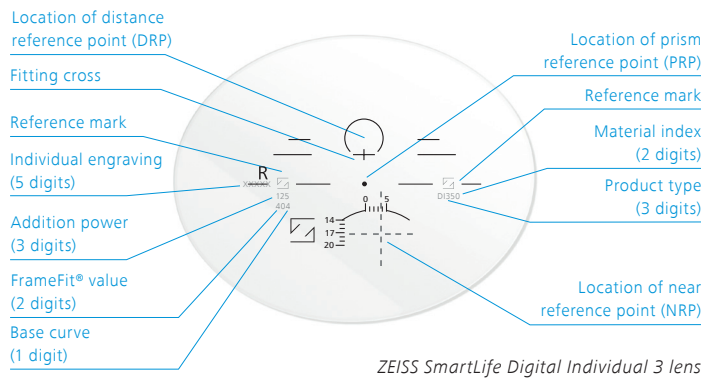 Location of distance
reference point (DRP)
Fitting cross
Reference mark
Individual engraving
(5 digits)
Addition power
(3 digits)
FrameFit® value
(2 digits)
Base curve
(1 digit)
R
XXXXX
125
404
0 5
14
17
20
DI350
Location of prism
reference point (PRP)
Reference mark
Material index
(2 digits)
Product type
(3 digits)
Location of near
reference point (NRP)
ZEISS SmartLife Digital Individual 3 lens